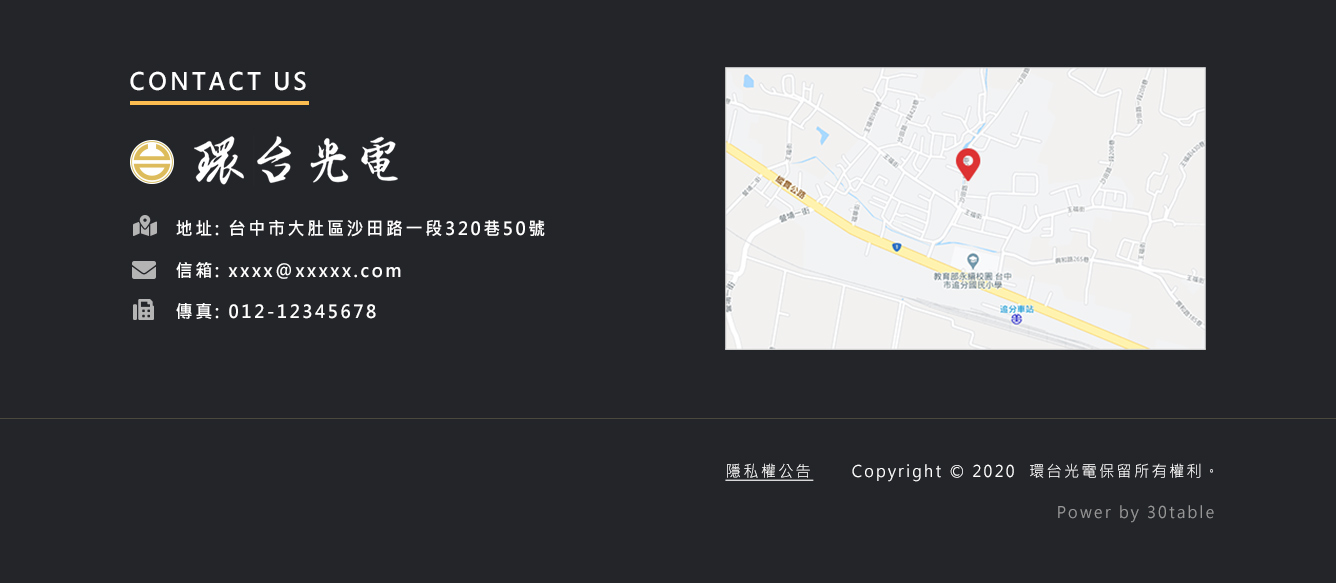 CONTACT US
環台光電
地址: 台中市大肚區沙田路一段320巷50號
信箱: xxxx@xxxxx.com
傳真: 012-12345678
縱貫公路
1
教育部永續校園 台中
市追分國民小學
追分車站
隱私權公告
Copyright © 2020 環台光電保留所有權利。
Power by 30table